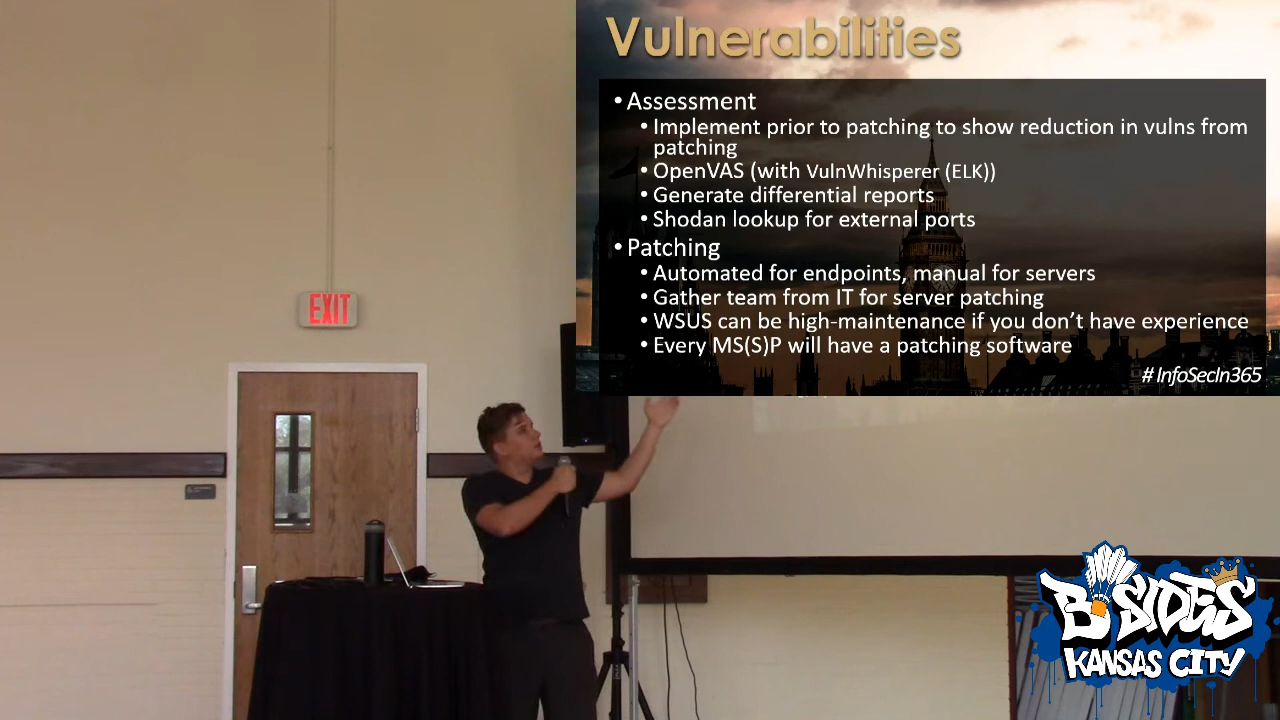 Vulnerabilities
• Assessment
• Implement prior to patching to show reduction in vulns from
patching
• OpenVAS (with VulnWhisperer (ELK))
• Generate differential reports
• Shodan lookup for external ports
• Patching
• Automated for endpoints, manual for servers
• Gather team from IT for server patching
• WSUS can be high-maintenance if you don't have experience
• Every MS(S)P will have a patching software
# InfoSecIn365
EXIT
B·SIDES
KANSAS CITY